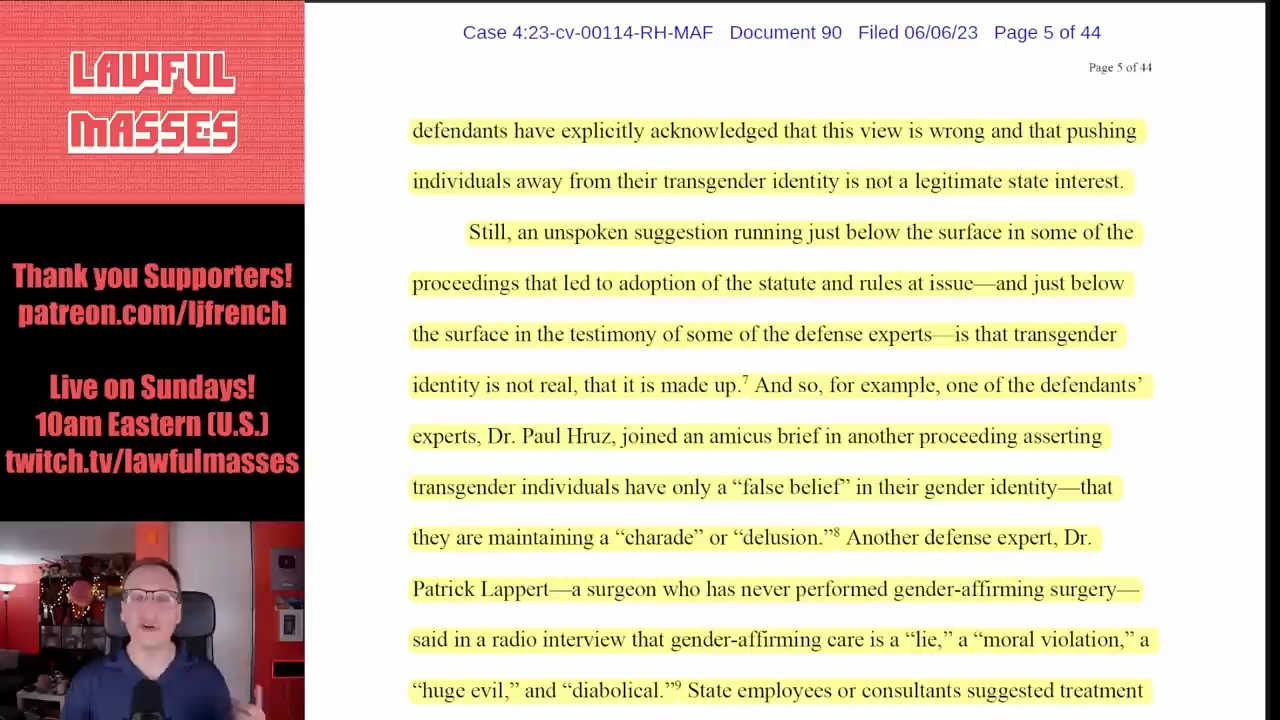 LAWFUL
MASSES
Thank you Supporters!
patreon.com/ljfrench
Live on Sundays!
10am Eastern (U.S.)
twitch.tv/lawfulmasses
Case 4:23-cv-00114-RH-MAF Document 90 Filed 06/06/23 Page 5 of 44
Page 5 of 44
defendants have explicitly acknowledged that this view is wrong and that pushing
individuals away from their transgender identity is not a legitimate state interest.
Still, an unspoken suggestion running just below the surface in some of the
proceedings that led to adoption of the statute and rules at issue—and just below
the surface in the testimony of some of the defense experts—is that transgender
identity is not real, that it is made up.⁷ And so, for example, one of the defendants’
experts, Dr. Paul Hruz, joined an amicus brief in another proceeding asserting
transgender individuals have only a “false belief” in their gender identity—that
they are maintaining a “charade” or “delusion.”⁸ Another defense expert, Dr.
Patrick Lappert—a surgeon who has never performed gender-affirming surgery—
said in a radio interview that gender-affirming care is a “lie,” a “moral violation,” a
“huge evil,” and “diabolical.”⁹ State employees or consultants suggested treatment